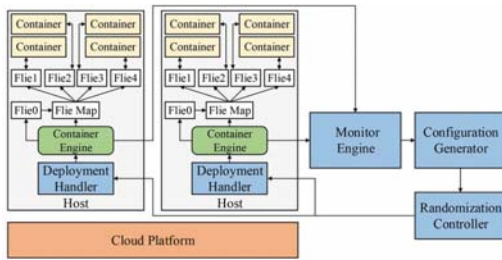 Container
Container
Container
Container
Flie1
Flie2
Flie3
Flie4
Flie0
Flie Map
Container
Engine
Deployment
Handler
Host
Container
Container
Container
Container
Flie1
Flie2
Flie3
Flie4
Flie0
Flie Map
Container
Engine
Deployment
Handler
Host
Monitor
Engine
Configuration
Generator
Randomization
Controller
Cloud Platform